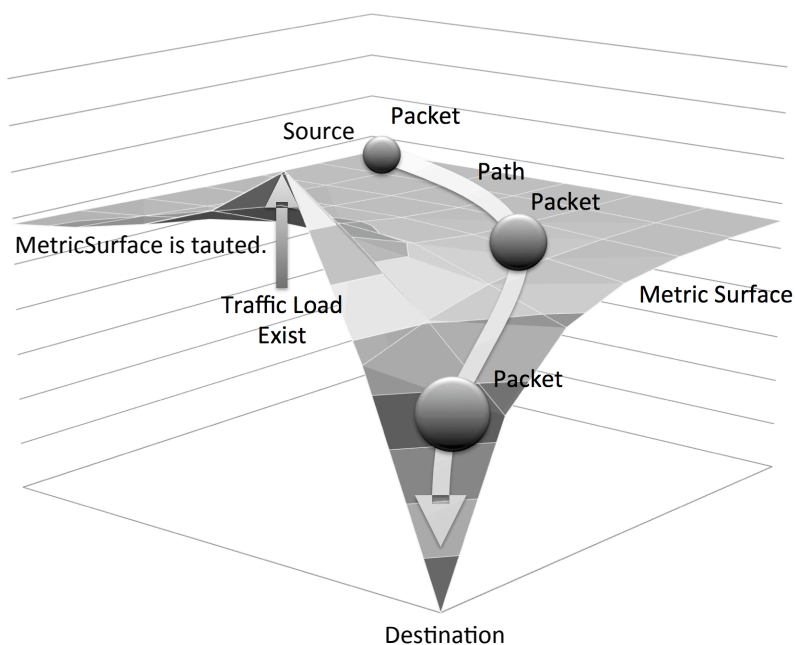 Packet
Source
Path
Packet
MetricSurface is tauted.
Metric Surface
Traffic Load
Exist
Packet
Destination